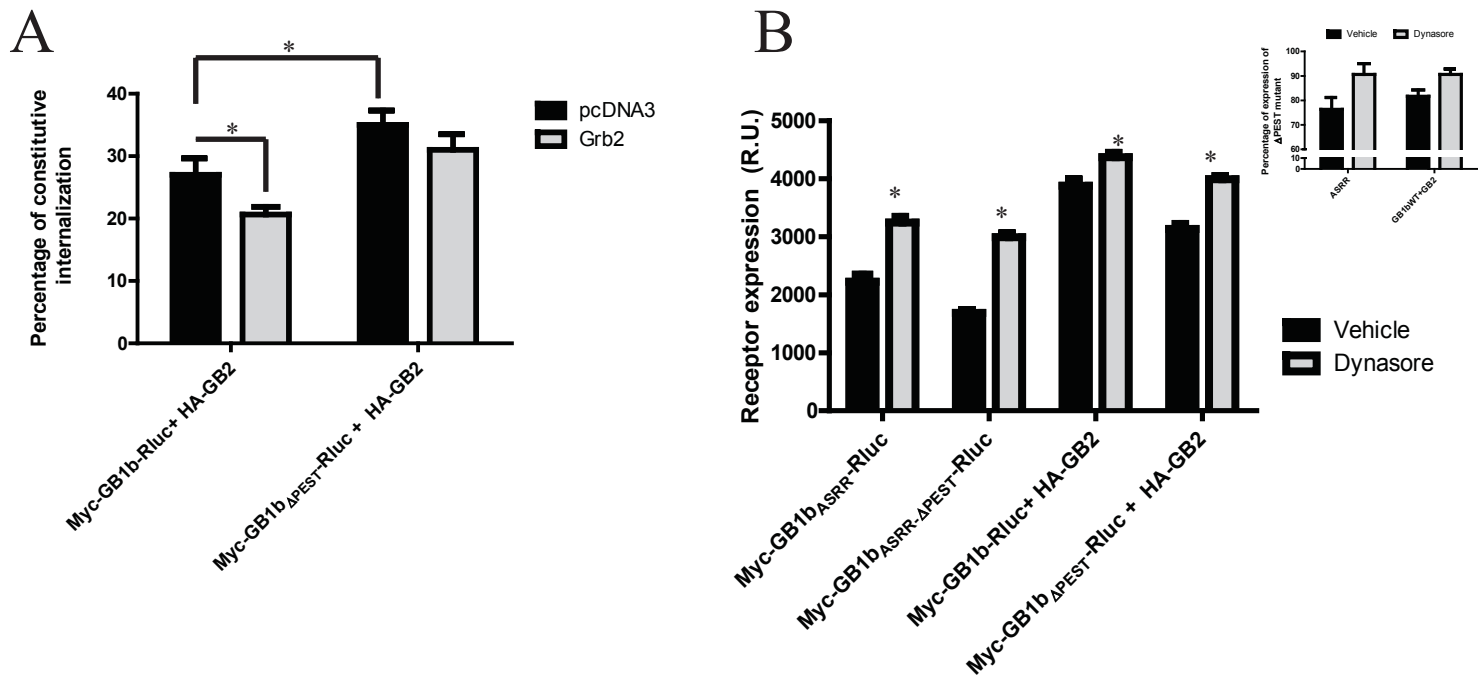 A
Percentage of constitutive
internalization
40
30
20
10
0
*
*
pcDNA3
Grb2
Myc-GB1b-Rluc+ HA-GB2
Myc-GB1bΔPEST-Rluc + HA-GB2
B
Receptor expression (R.U.)
5000
4000
3000
2000
1000
0
*
*
*
*
Vehicle
Dynasore
Myc-GB1bASRR-Rluc
Myc-GB1bASRR-ΔPEST-Rluc
Myc-GB1b-Rluc+ HA-GB2
Myc-GB1bΔPEST-Rluc + HA-GB2
Vehicle
Dynasore
Percentage of expression of
ΔPEST mutant
100
90
80
70
60
10
0
ASRR
GB1bWT+GB2